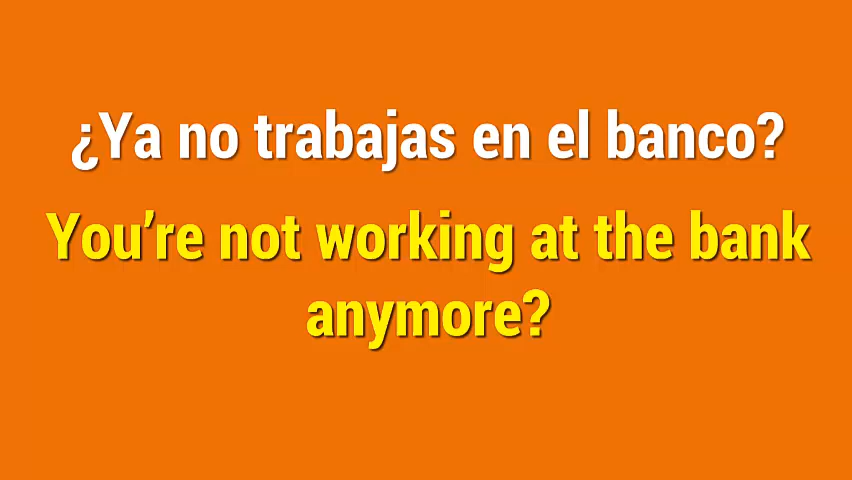 ¿Ya no trabajas en el banco?
You’re not working at the bank
anymore?